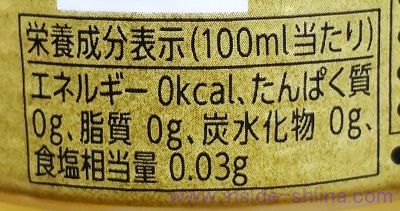 栄養成分表示(100ml当たり)
エネルギー 0kcal、たんぱく質
0g、脂質 0g、炭水化物 0g、
食塩相当量 0.03g
www.inside-shiina.com